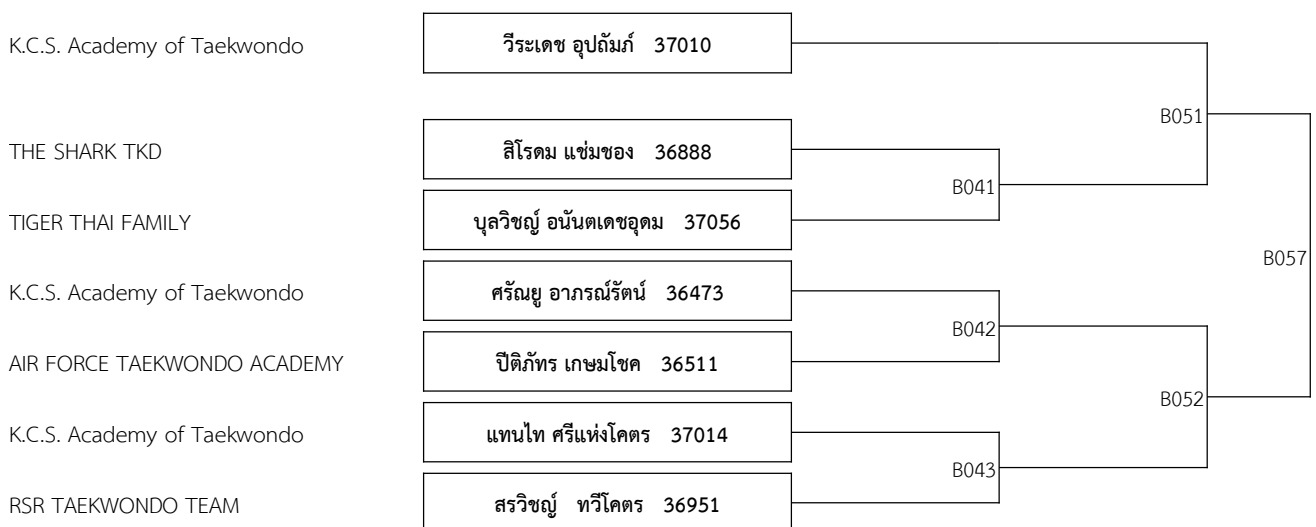 K.C.S. Academy of Taekwondo วีระเดช อุปถัมภ์ 37010
B051
THE SHARK TKD สิโรดม แช่มชอง 36888
B041
TIGER THAI FAMILY บุลวิชญ์ อนันตเดชอุดม 37056
B057
K.C.S. Academy of Taekwondo ศรัณยู อาภรณ์รัตน์ 36473
B042
AIR FORCE TAEKWONDO ACADEMY ปีติภัทร เกษมโชค 36511
B052
K.C.S. Academy of Taekwondo แทนไท ศรีแห่งโคตร 37014
B043
RSR TAEKWONDO TEAM สรวิชญ์ ทวีโคตร 36951